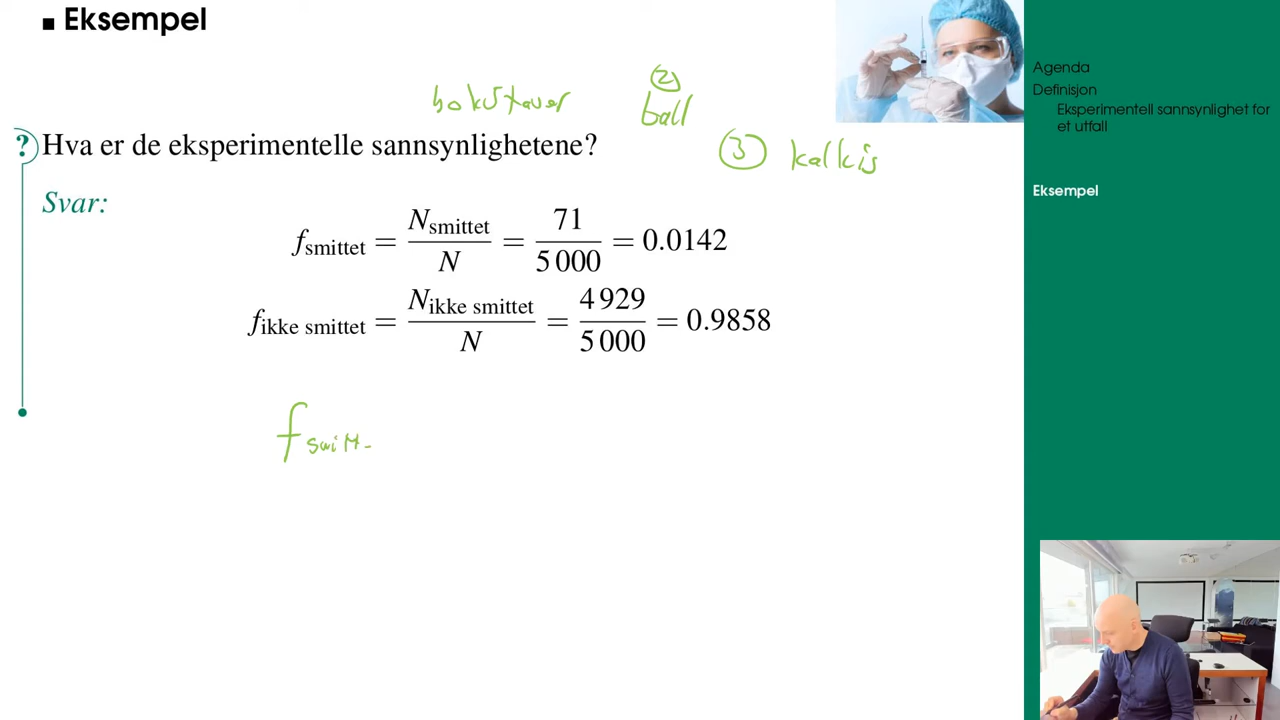 Eksempel
bokstaver
② ball
③ kalkis
? Hva er de eksperimentelle sannsynlighetene?
Svar:
f_smittet = N_smittet / N = 71 / 5 000 = 0.0142
f_ikke smittet = N_ikke smittet / N = 4 929 / 5 000 = 0.9858
f_smitt
Agenda
Definisjon
Eksperimentell sannsynlighet for
et utfall
Eksempel